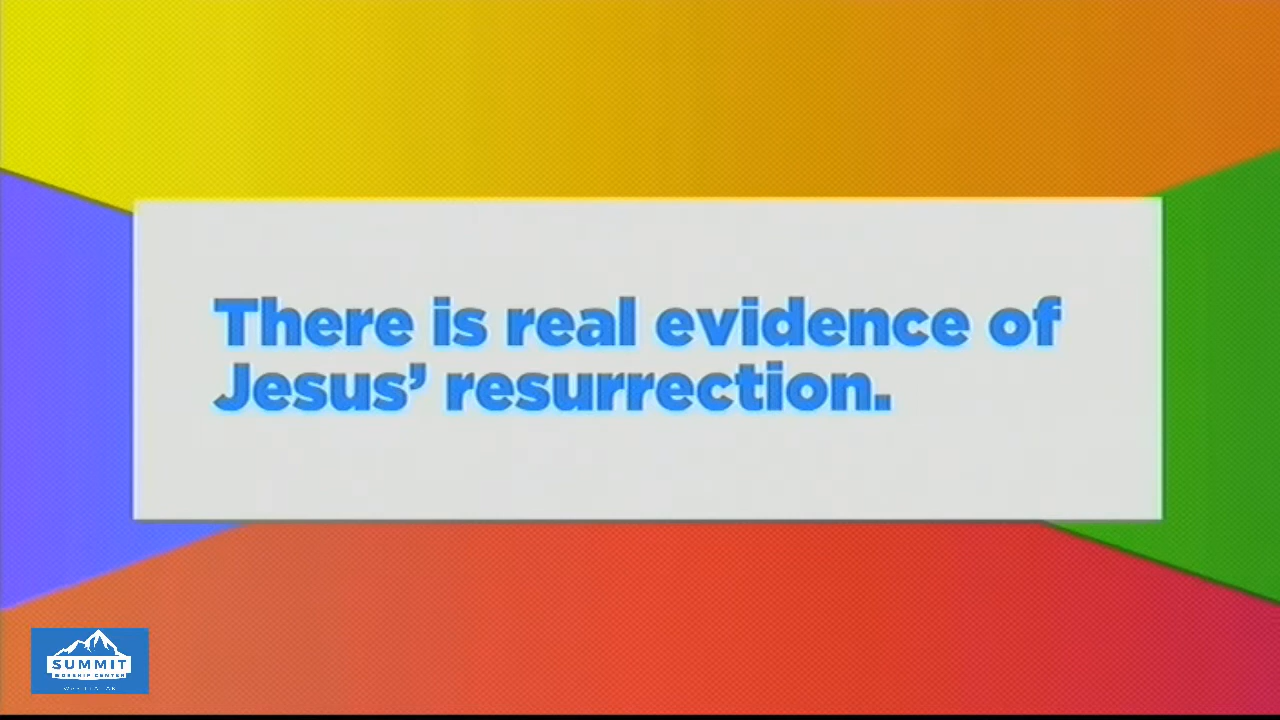 There is real evidence of
Jesus’ resurrection.
SUMMIT
WORSHIP CENTER